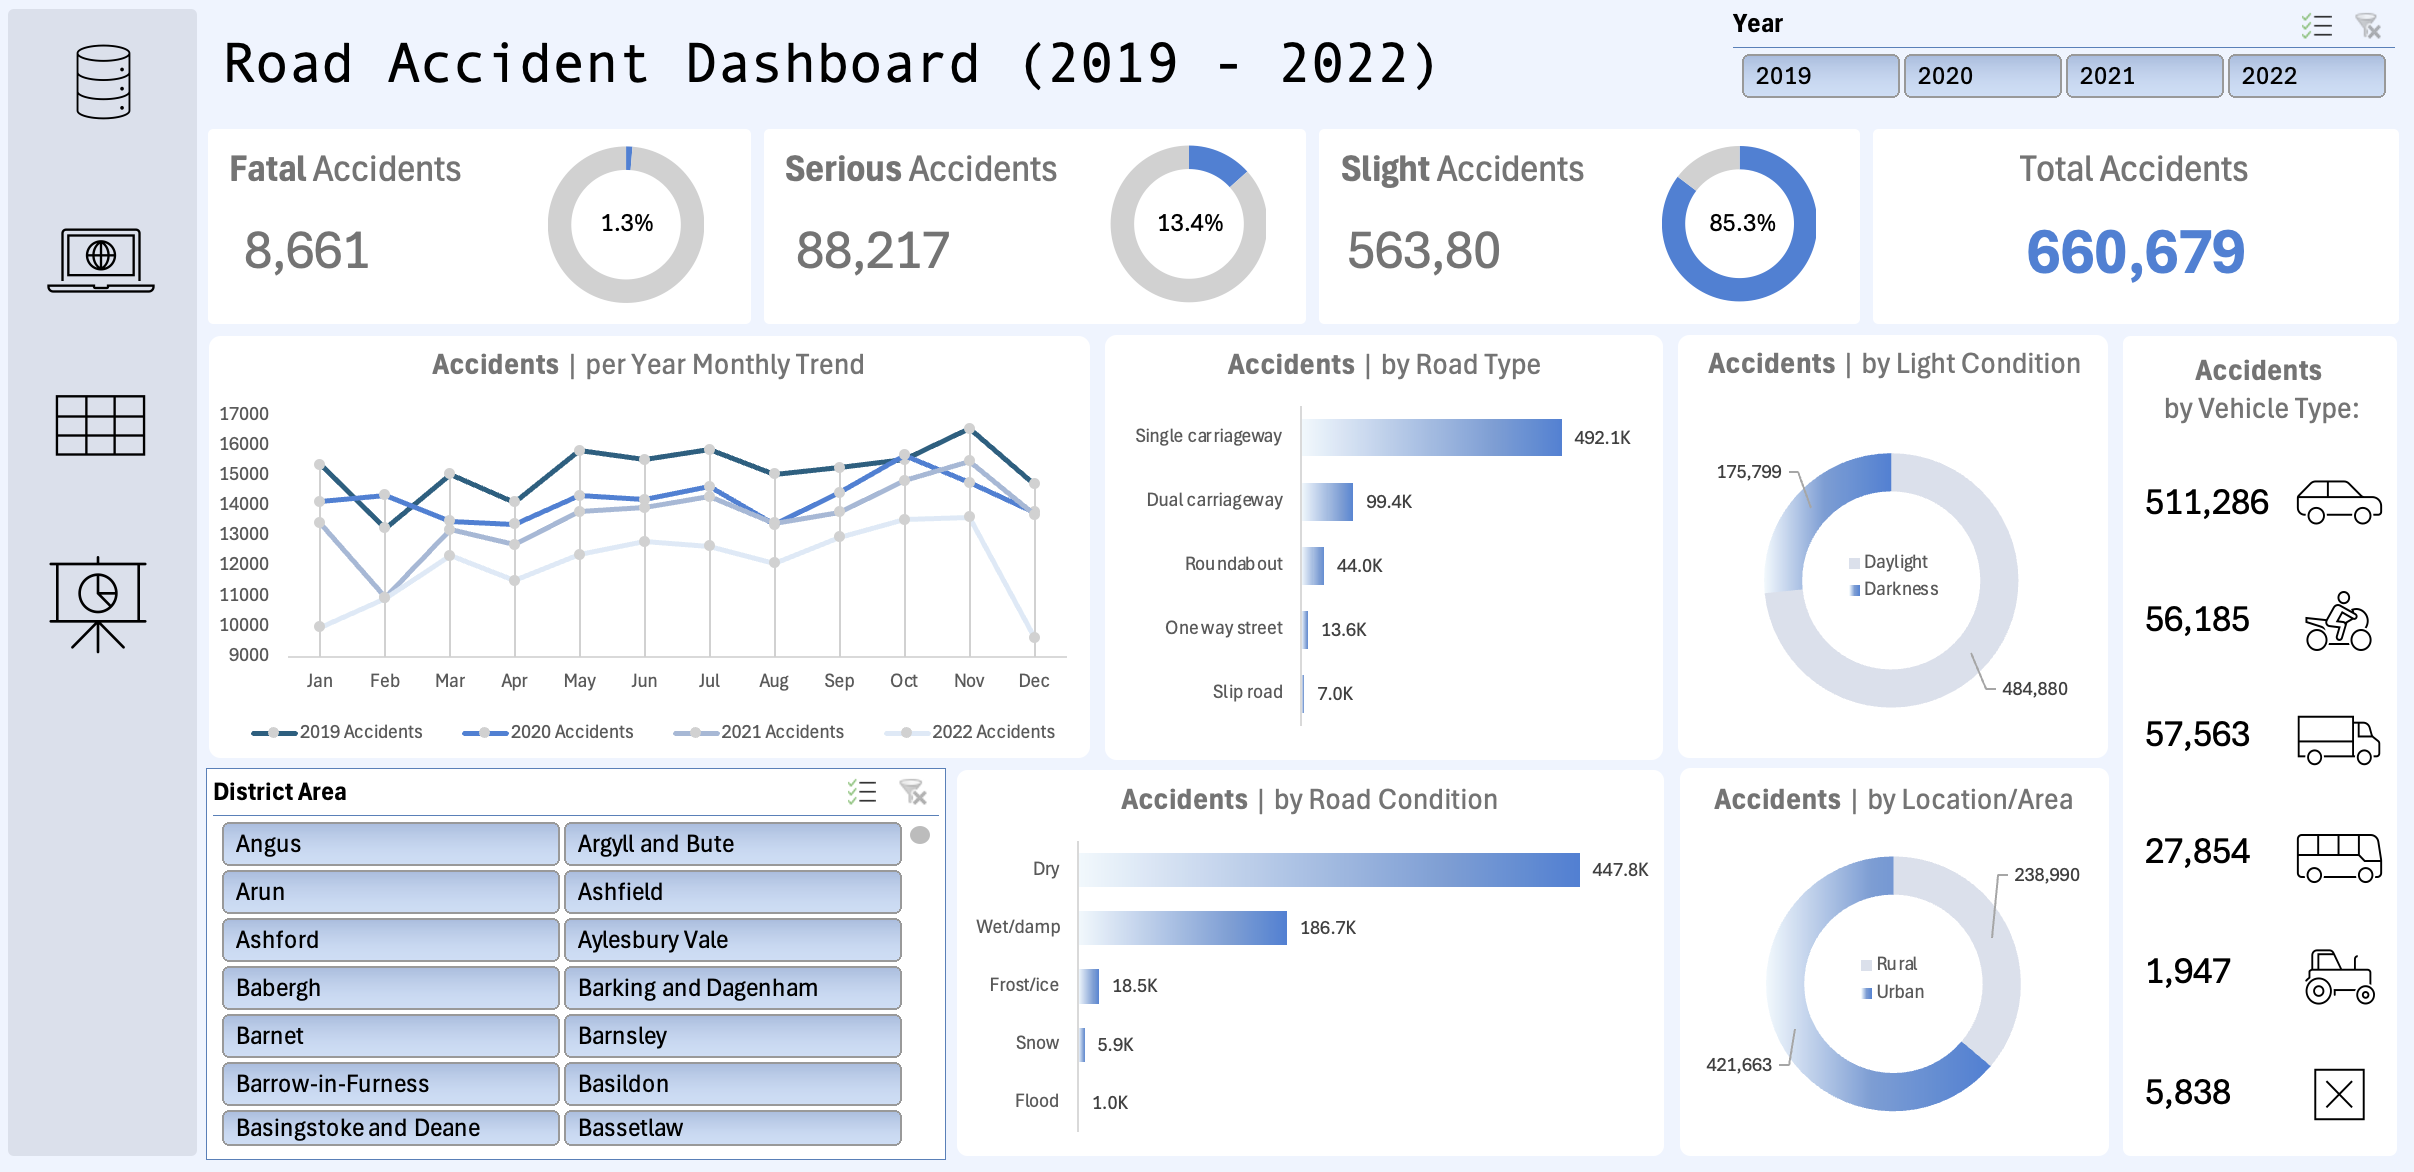 Road Accident Dashboard (2019 - 2022)
Year
2019
2020
2021
2022
Fatal Accidents
8,661
1.3%
Serious Accidents
88,217
13.4%
Slight Accidents
563,80
85.3%
Total Accidents
660,679
Accidents | per Year Monthly Trend
17000
16000
15000
14000
13000
12000
11000
10000
9000
Jan Feb Mar Apr May Jun Jul Aug Sep Oct Nov Dec
2019 Accidents 2020 Accidents 2021 Accidents 2022 Accidents
Accidents | by Road Type
Single carriageway 492.1K
Dual carriageway 99.4K
Roundabout 44.0K
One way street 13.6K
Slip road 7.0K
Accidents | by Light Condition
175,799
Daylight
Darkness
484,880
Accidents
by Vehicle Type:
511,286
56,185
57,563
27,854
1,947
5,838
District Area
Angus
Argyll and Bute
Arun
Ashfield
Ashford
Aylesbury Vale
Babergh
Barking and Dagenham
Barnet
Barnsley
Barrow-in-Furness
Basildon
Basingstoke and Deane
Bassetlaw
Accidents | by Road Condition
Dry 447.8K
Wet/damp 186.7K
Frost/ice 18.5K
Snow 5.9K
Flood 1.0K
Accidents | by Location/Area
238,990
Rural
Urban
421,663